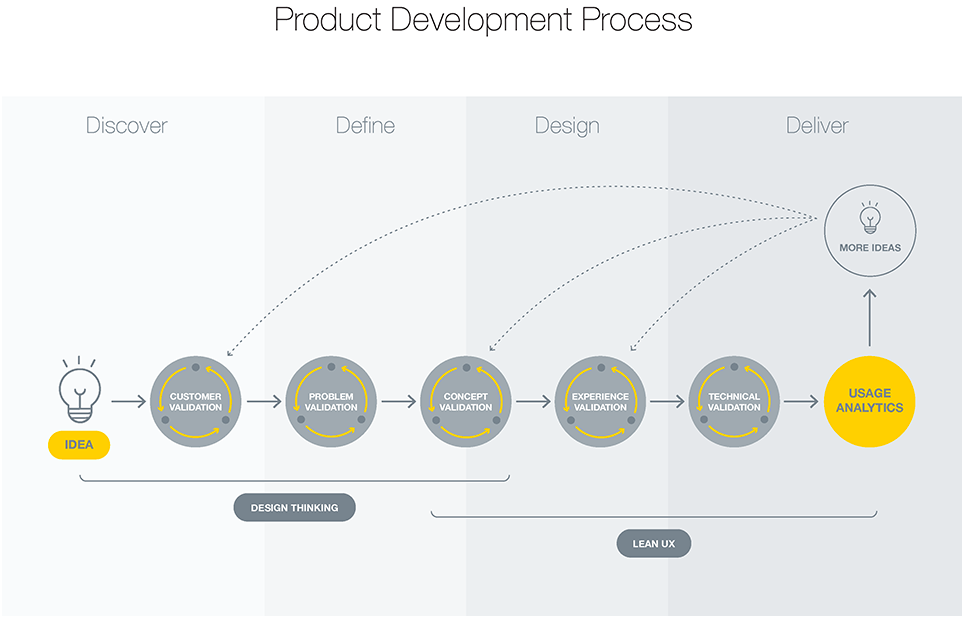 Product Development Process
Discover
Define
Design
Deliver
MORE IDEAS
IDEA
CUSTOMER
VALIDATION
PROBLEM
VALIDATION
CONCEPT
VALIDATION
EXPERIENCE
VALIDATION
TECHNICAL
VALIDATION
USAGE
ANALYTICS
DESIGN THINKING
LEAN UX